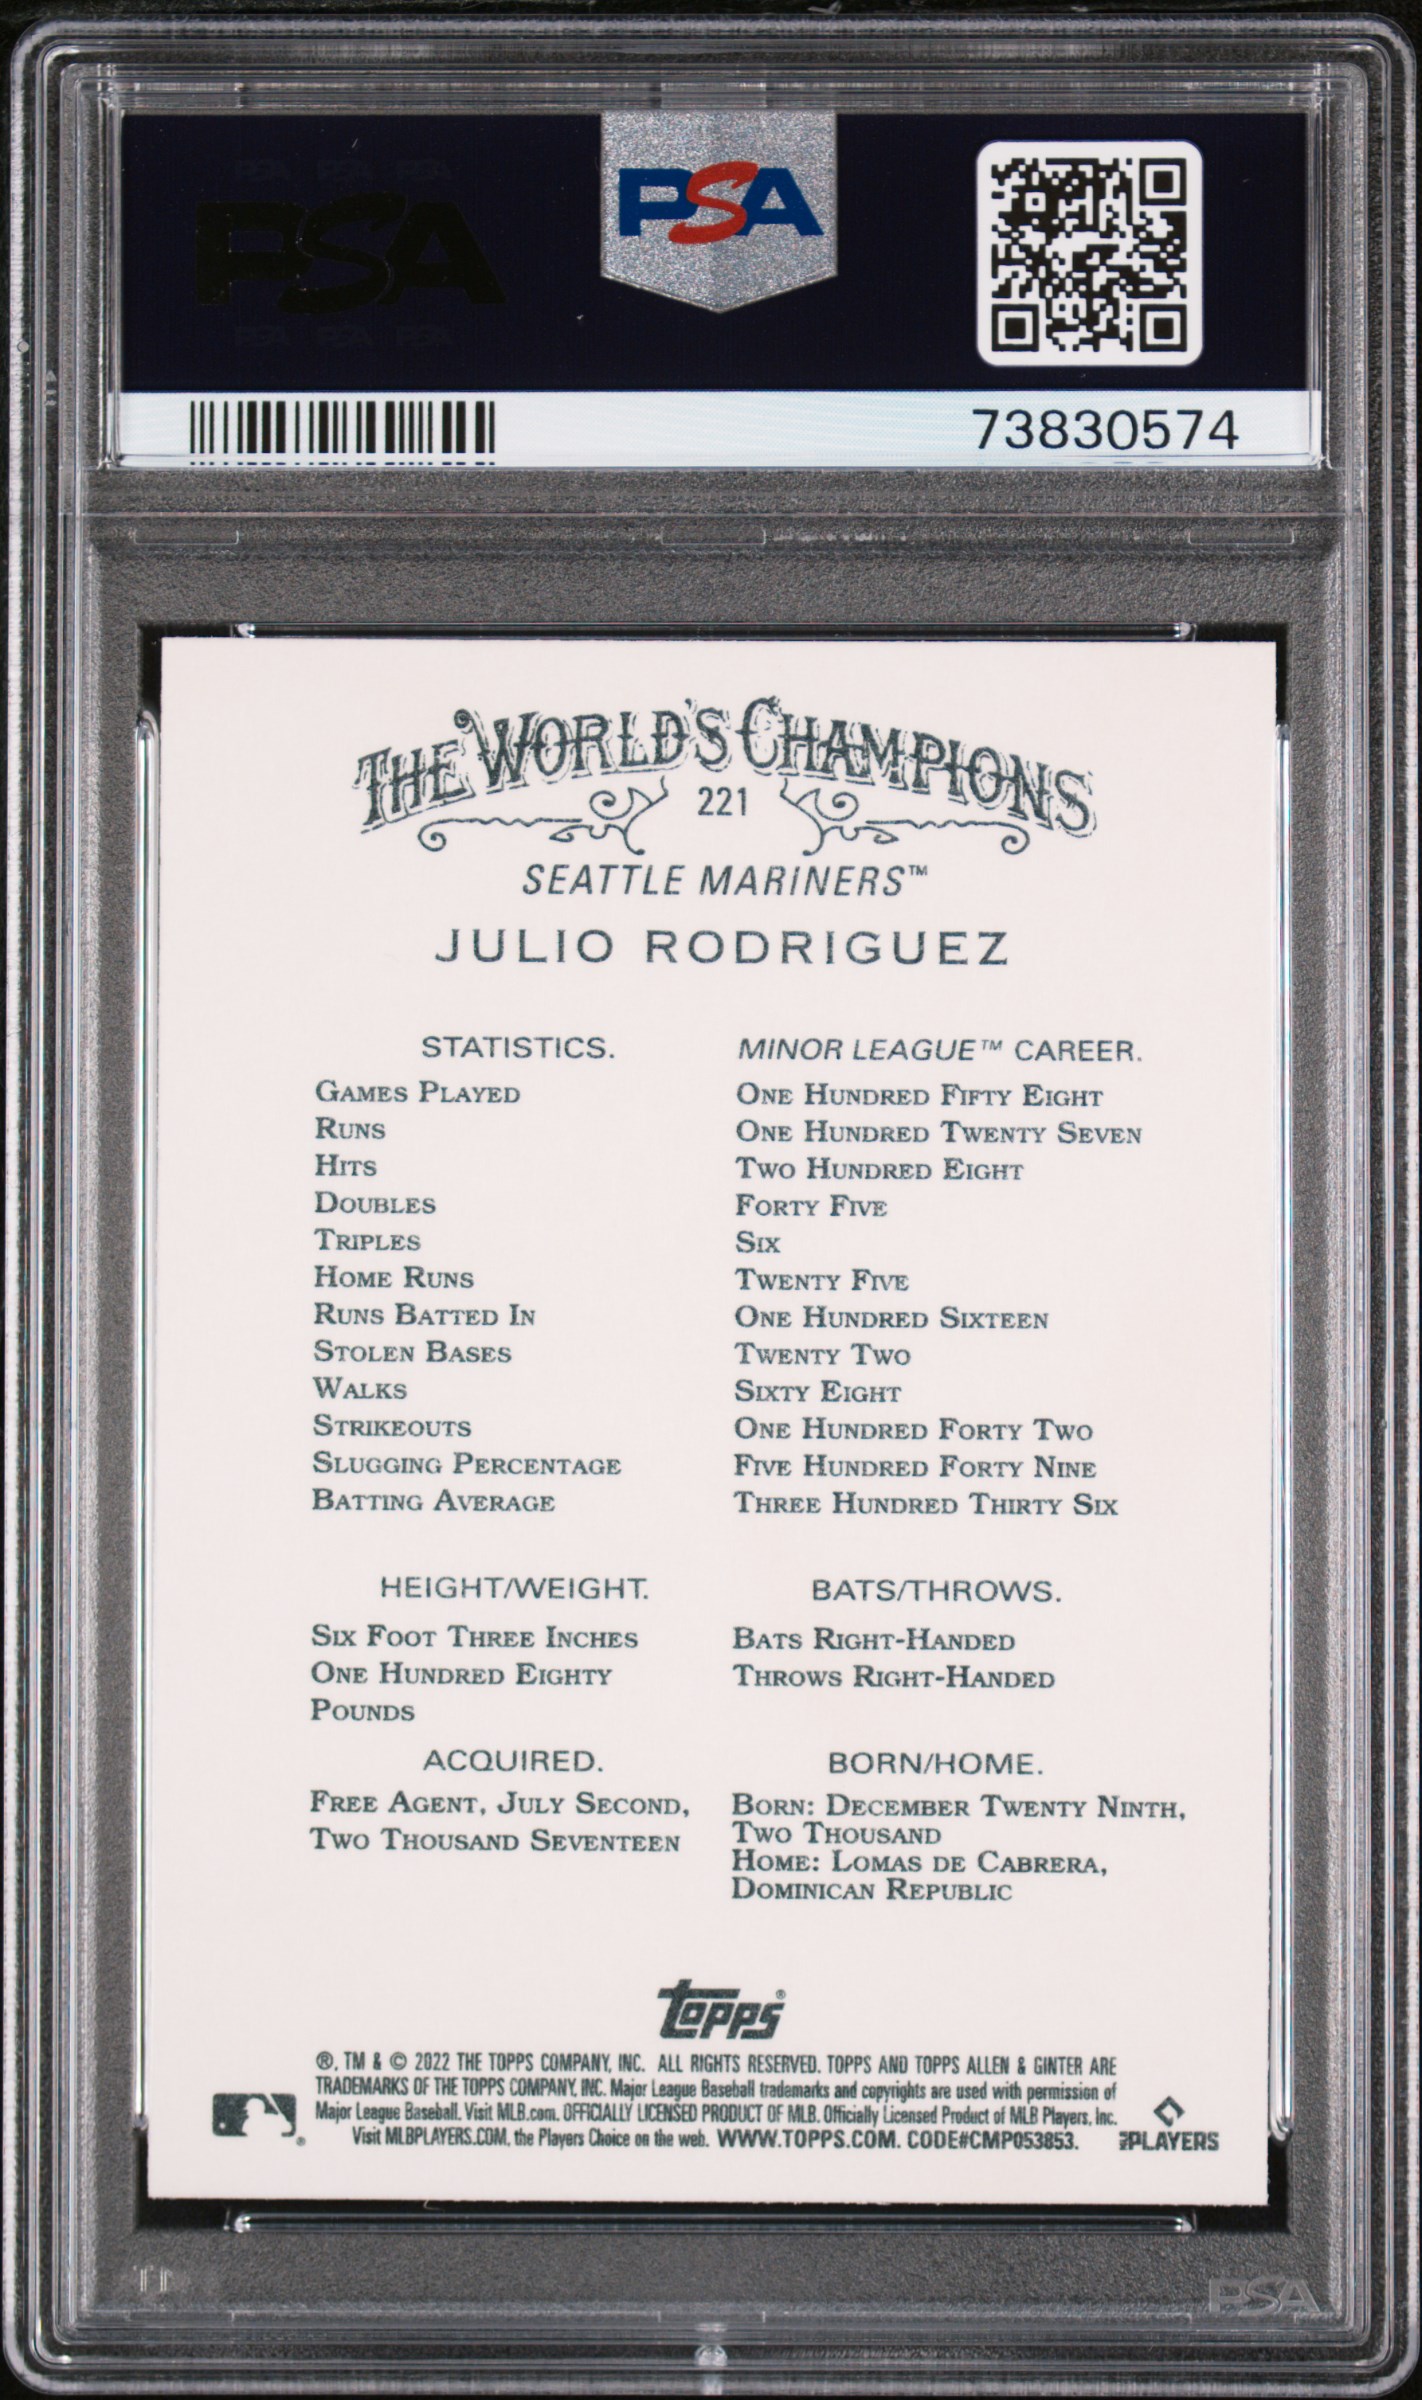 PSA PSA PSA
PSA
PSA PSA PSA
PSA
73830574
THE WORLD'S CHAMPIONS
221
SEATTLE MARINERS™
JULIO RODRIGUEZ
STATISTICS. MINOR LEAGUE™ CAREER.
GAMES PLAYED ONE HUNDRED FIFTY EIGHT
RUNS ONE HUNDRED TWENTY SEVEN
HITS TWO HUNDRED EIGHT
DOUBLES FORTY FIVE
TRIPLES SIX
HOME RUNS TWENTY FIVE
RUNS BATTED IN ONE HUNDRED SIXTEEN
STOLEN BASES TWENTY TWO
WALKS SIXTY EIGHT
STRIKEOUTS ONE HUNDRED FORTY TWO
SLUGGING PERCENTAGE FIVE HUNDRED FORTY NINE
BATTING AVERAGE THREE HUNDRED THIRTY SIX
HEIGHT/WEIGHT.
SIX FOOT THREE INCHES
ONE HUNDRED EIGHTY
POUNDS
BATS/THROWS.
BATS RIGHT-HANDED
THROWS RIGHT-HANDED
ACQUIRED.
FREE AGENT, JULY SECOND,
TWO THOUSAND SEVENTEEN
BORN/HOME.
BORN: DECEMBER TWENTY NINTH,
TWO THOUSAND
HOME: LOMAS DE CABRERA,
DOMINICAN REPUBLIC
TOPPS®
®, TM & © 2022 THE TOPPS COMPANY, INC. ALL RIGHTS RESERVED. TOPPS AND TOPPS ALLEN & GINTER ARE
TRADEMARKS OF THE TOPPS COMPANY, INC. Major League Baseball trademarks and copyrights are used with permission of
Major League Baseball. Visit MLB.com. OFFICIALLY LICENSED PRODUCT OF MLB. Officially Licensed Product of MLB Players, Inc.
Visit MLBPLAYERS.COM, the Players Choice on the web. WWW.TOPPS.COM. CODE#CMP053853.
PLAYERS
PSA